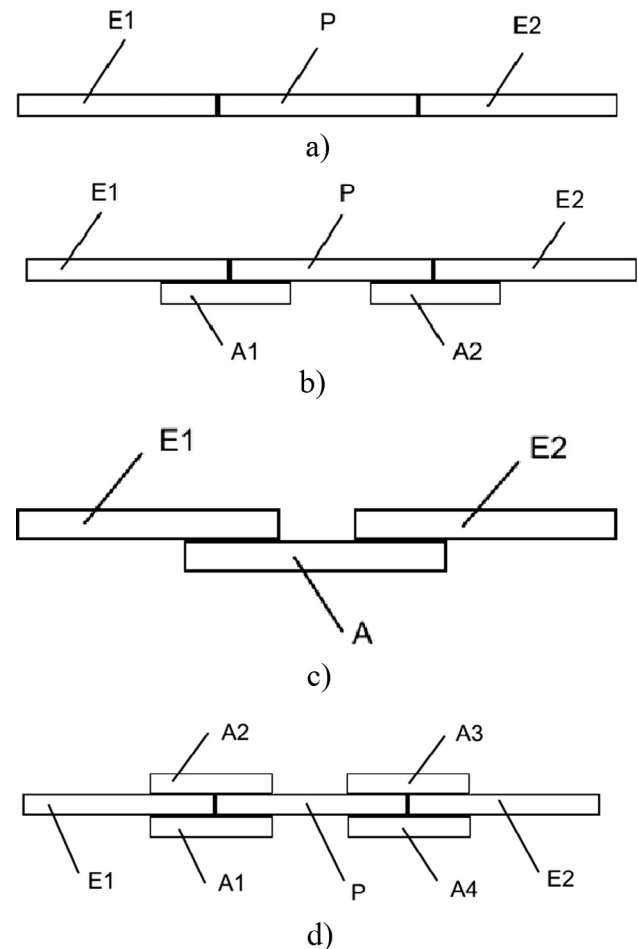 E1 P E2
a)
E1 P E2
A1 A2
b)
E1 E2
A
c)
A2 A3
E1 A1 P A4 E2
d)